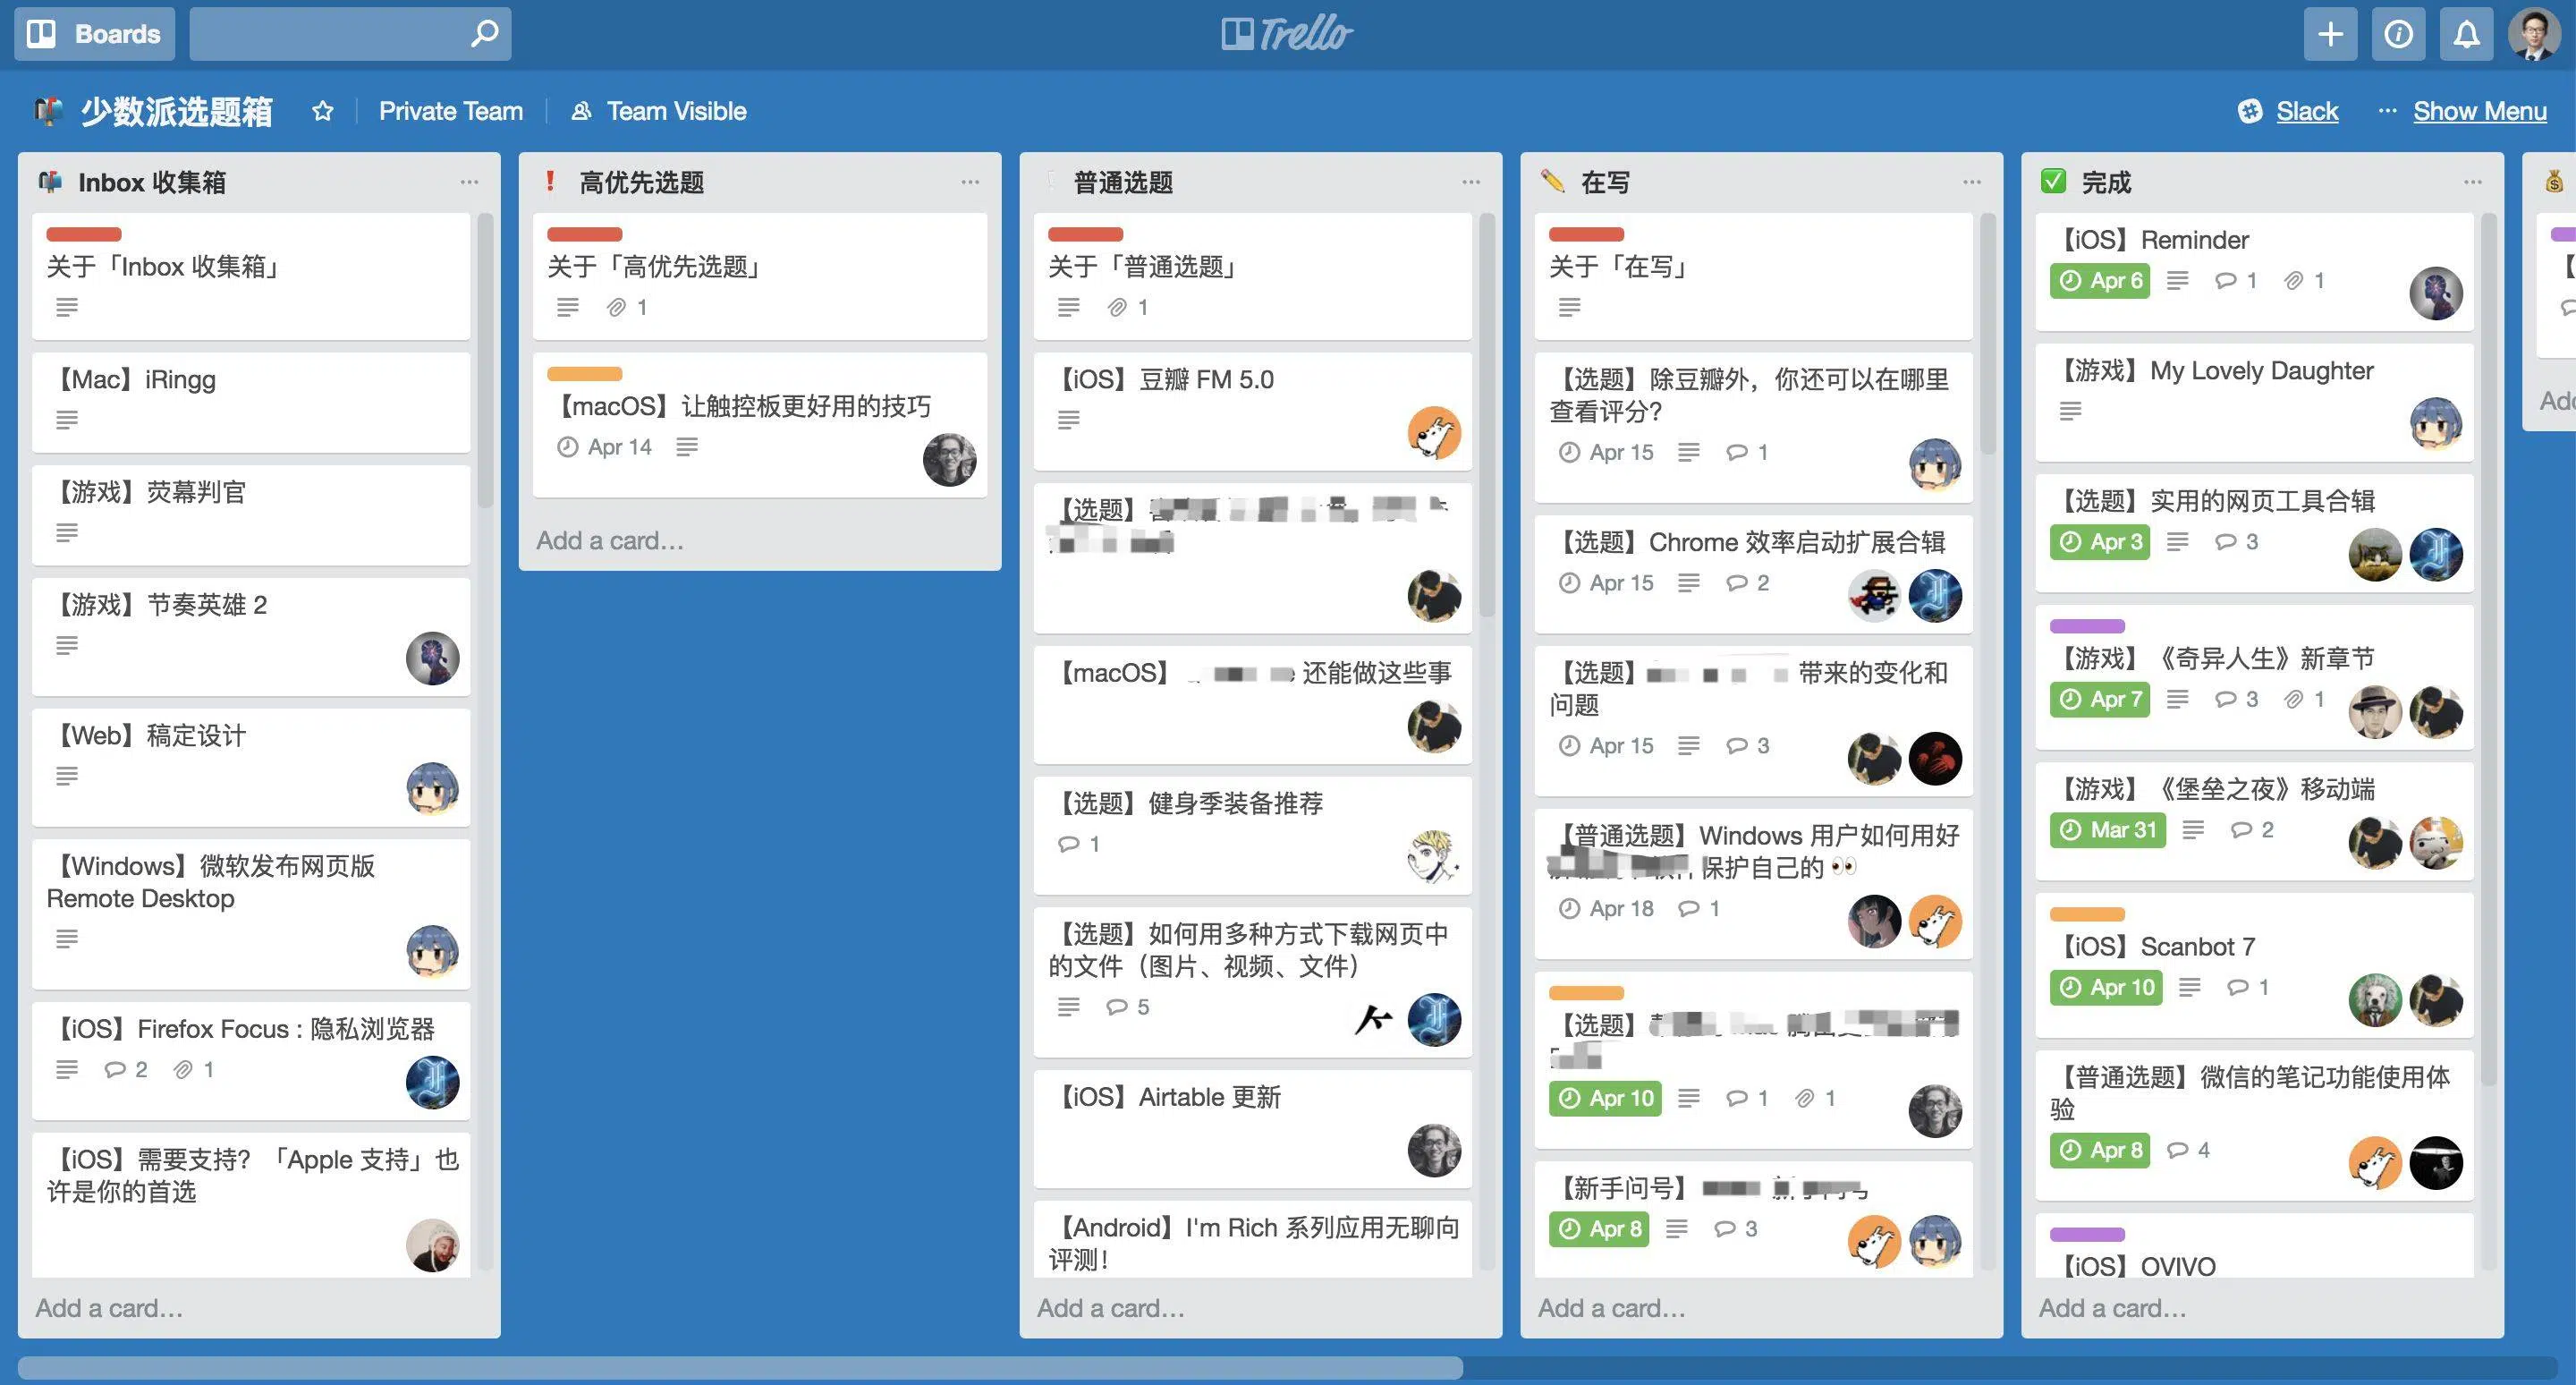 Boards
Trello
少数派选题箱
Private Team
Team Visible
Slack
Show Menu
Inbox 收集箱
关于「Inbox 收集箱」
【Mac】iRingg
【游戏】荧幕判官
【游戏】节奏英雄 2
【Web】稿定设计
【Windows】微软发布网页版
Remote Desktop
【iOS】Firefox Focus : 隐私浏览器
2 1
【iOS】需要支持？「Apple 支持」也
许是你的首选
Add a card…
高优先选题
关于「高优先选题」
1
【macOS】让触控板更好用的技巧
Apr 14
Add a card…
普通选题
关于「普通选题」
1
【iOS】豆瓣 FM 5.0
【选题】
【macOS】 还能做这些事
【选题】健身季装备推荐
1
【选题】如何用多种方式下载网页中
的文件（图片、视频、文件）
5
【iOS】Airtable 更新
【Android】I'm Rich 系列应用无聊向
评测！
Add a card…
在写
关于「在写」
【选题】除豆瓣外，你还可以在哪里
查看评分？
Apr 15 1
【选题】Chrome 效率启动扩展合辑
Apr 15 2
【选题】 带来的变化和
问题
Apr 15 3
【普通选题】Windows 用户如何用好
保护自己的 👀
Apr 18 1
【选题】
Apr 10 1 1
【新手问号】
Apr 8 3
Add a card…
完成
【iOS】Reminder
Apr 6 1 1
【游戏】My Lovely Daughter
【选题】实用的网页工具合辑
Apr 3 3
【游戏】《奇异人生》新章节
Apr 7 3 1
【游戏】《堡垒之夜》移动端
Mar 31 2
【iOS】Scanbot 7
Apr 10 1
【普通选题】微信的笔记功能使用体
验
Apr 8 4
【iOS】OVIVO
Add a card…